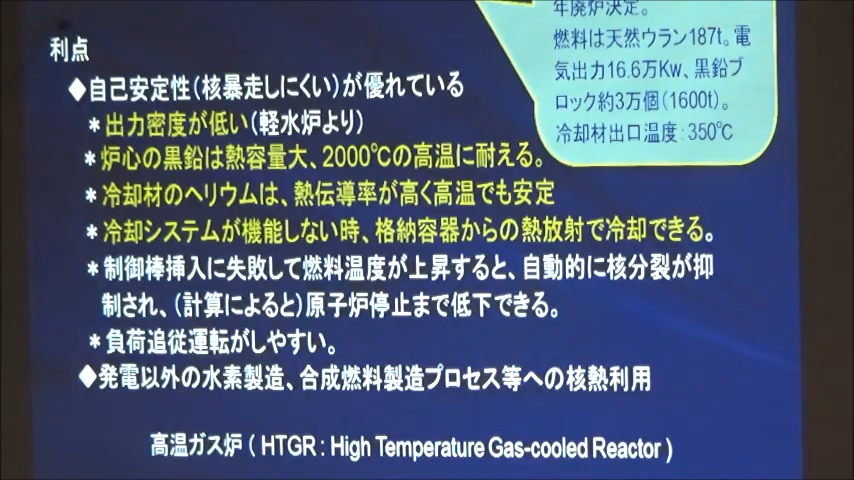 年廃炉決定。
燃料は天然ウラン187t。電
気出力16.6万Kw、黒鉛ブ
ロック約3万個(1600t)。
冷却材出口温度:350℃
利点
◆自己安定性(核暴走しにくい)が優れている
＊出力密度が低い(軽水炉より)
＊炉心の黒鉛は熱容量大、2000℃の高温に耐える。
＊冷却材のヘリウムは、熱伝導率が高く高温でも安定
＊冷却システムが機能しない時、格納容器からの熱放射で冷却できる。
＊制御棒挿入に失敗して燃料温度が上昇すると、自動的に核分裂が抑
制され、(計算によると)原子炉停止まで低下できる。
＊負荷追従運転がしやすい。
◆発電以外の水素製造、合成燃料製造プロセス等への核熱利用
高温ガス炉 ( HTGR : High Temperature Gas-cooled Reactor )